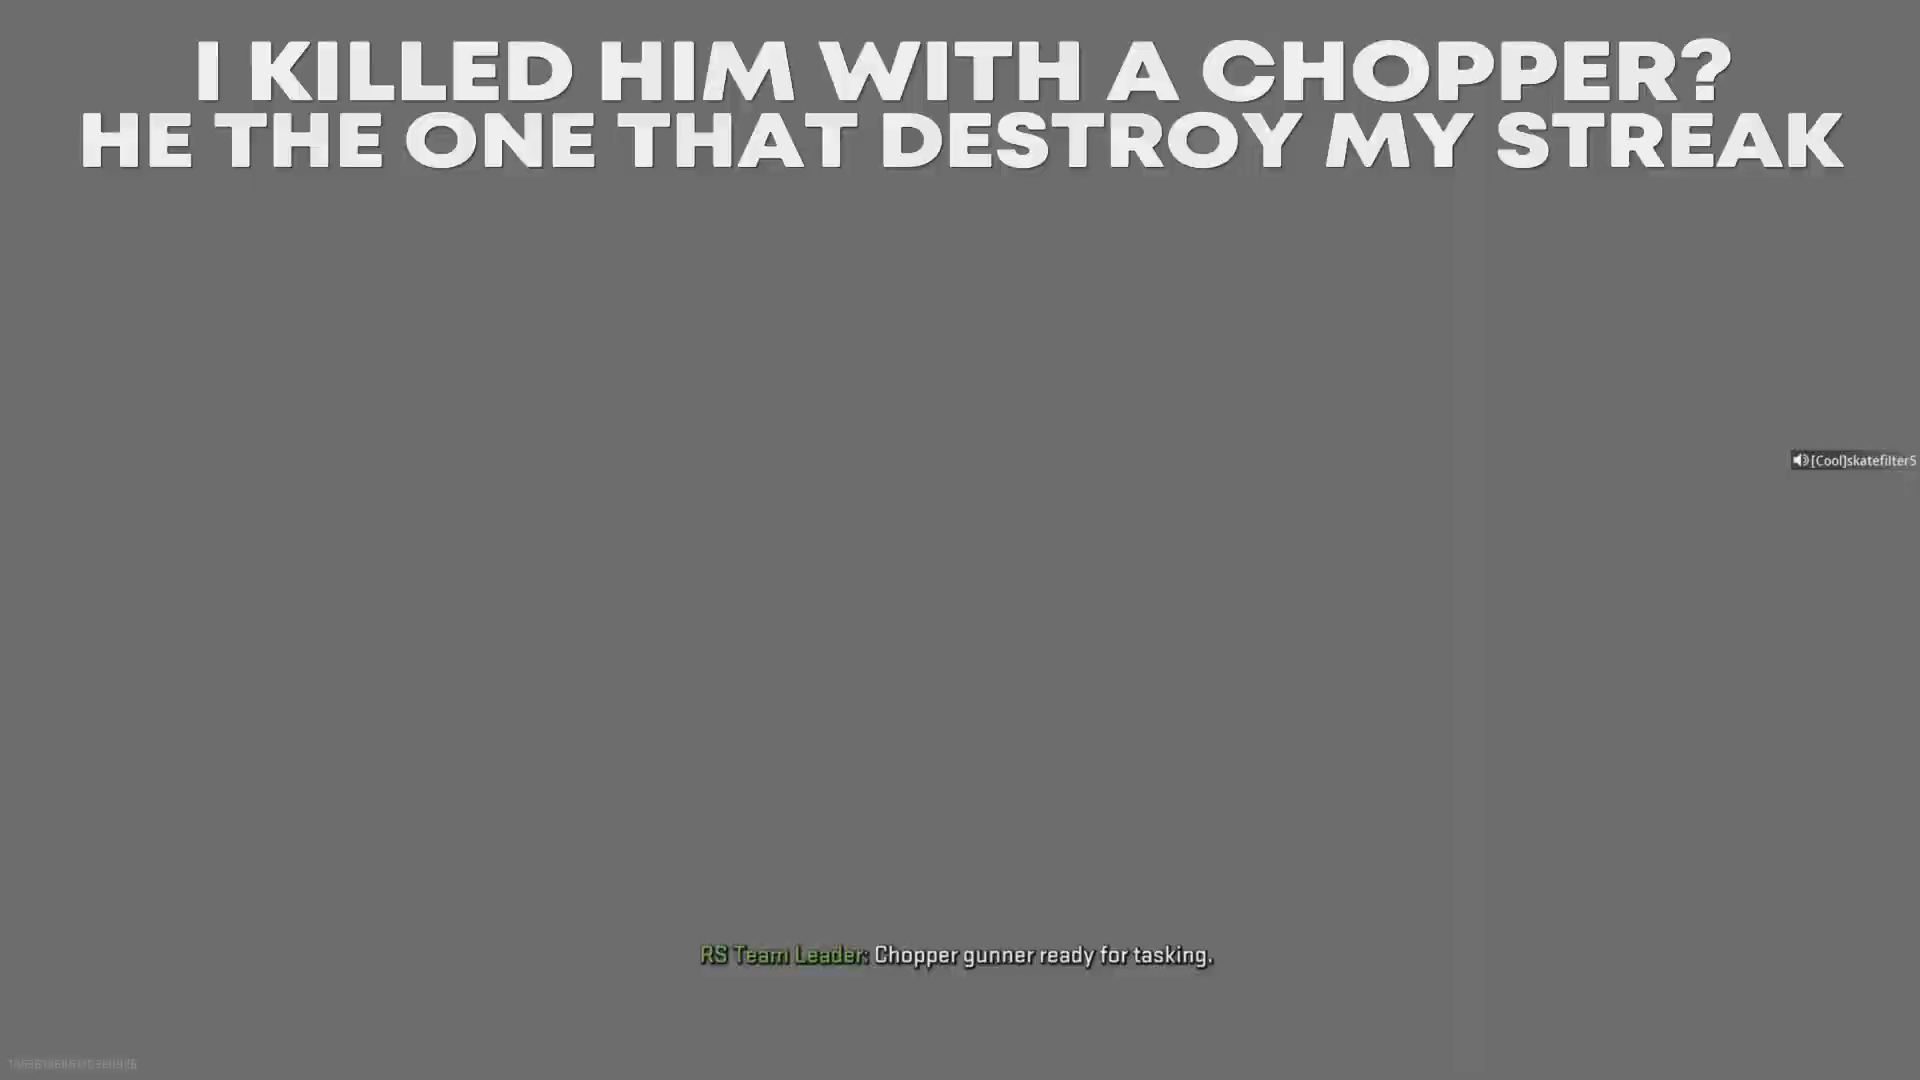 I KILLED HIM WITH A CHOPPER?
HE THE ONE THAT DESTROY MY STREAK
[Cool]skatefilter5
RS Team Leader: Chopper gunner ready for tasking.